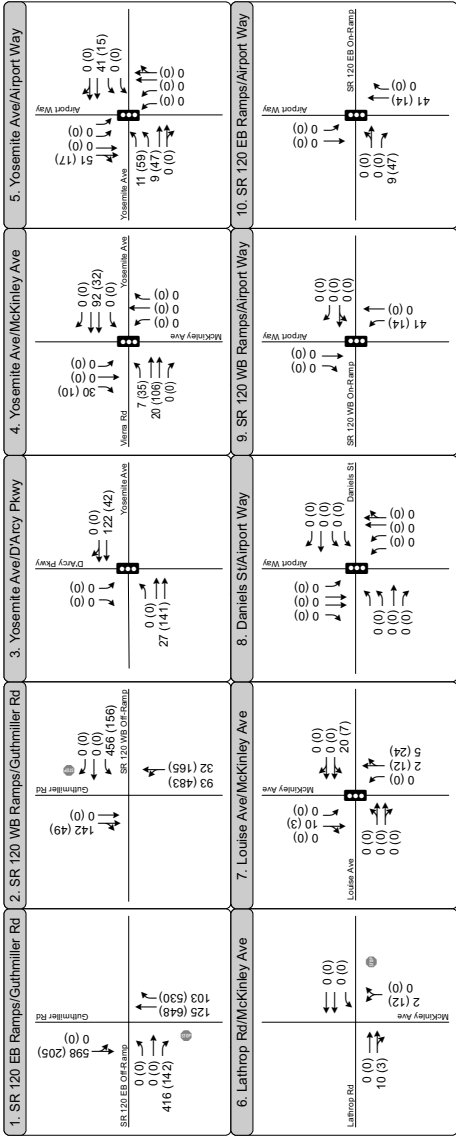 1. SR 120 EB Ramps/Guthmiller Rd
Guthmiller Rd
598 (205)
0 (0)
SR 120 EB Off-Ramp
0 (0)
0 (0)
416 (142)
STOP
125 (648)
103 (530)
2. SR 120 WB Ramps/Guthmiller Rd
Guthmiller Rd
STOP
142 (49)
0 (0)
0 (0)
456 (156)
SR 120 WB Off-Ramp
93 (483)
32 (165)
3. Yosemite Ave/D'Arcy Pkwy
D'Arcy Pkwy
0 (0)
0 (0)
0 (0)
122 (42)
Yosemite Ave
0 (0)
27 (141)
4. Yosemite Ave/McKinley Ave
30 (10)
0 (0)
0 (0)
0 (0)
92 (32)
0 (0)
Vierra Rd
Yosemite Ave
7 (35)
20 (106)
0 (0)
0 (0)
0 (0)
0 (0)
McKinley Ave
5. Yosemite Ave/Airport Way
Airport Way
51 (17)
0 (0)
0 (0)
0 (0)
41 (15)
0 (0)
Yosemite Ave
11 (59)
9 (47)
0 (0)
0 (0)
0 (0)
0 (0)
6. Lathrop Rd/McKinley Ave
0 (0)
0 (0)
Lathrop Rd
0 (0)
10 (3)
STOP
2 (12)
0 (0)
McKinley Ave
7. Louise Ave/McKinley Ave
McKinley Ave
0 (0)
10 (3)
0 (0)
0 (0)
0 (0)
20 (7)
Louise Ave
0 (0)
0 (0)
0 (0)
0 (0)
2 (12)
5 (24)
8. Daniels St/Airport Way
Airport Way
0 (0)
0 (0)
0 (0)
0 (0)
0 (0)
0 (0)
Daniels St
0 (0)
0 (0)
0 (0)
0 (0)
0 (0)
0 (0)
9. SR 120 WB Ramps/Airport Way
Airport Way
0 (0)
0 (0)
0 (0)
0 (0)
0 (0)
SR 120 WB On-Ramp
41 (14)
0 (0)
10. SR 120 EB Ramps/Airport Way
Airport Way
0 (0)
0 (0)
SR 120 EB On-Ramp
0 (0)
0 (0)
9 (47)
41 (14)
0 (0)